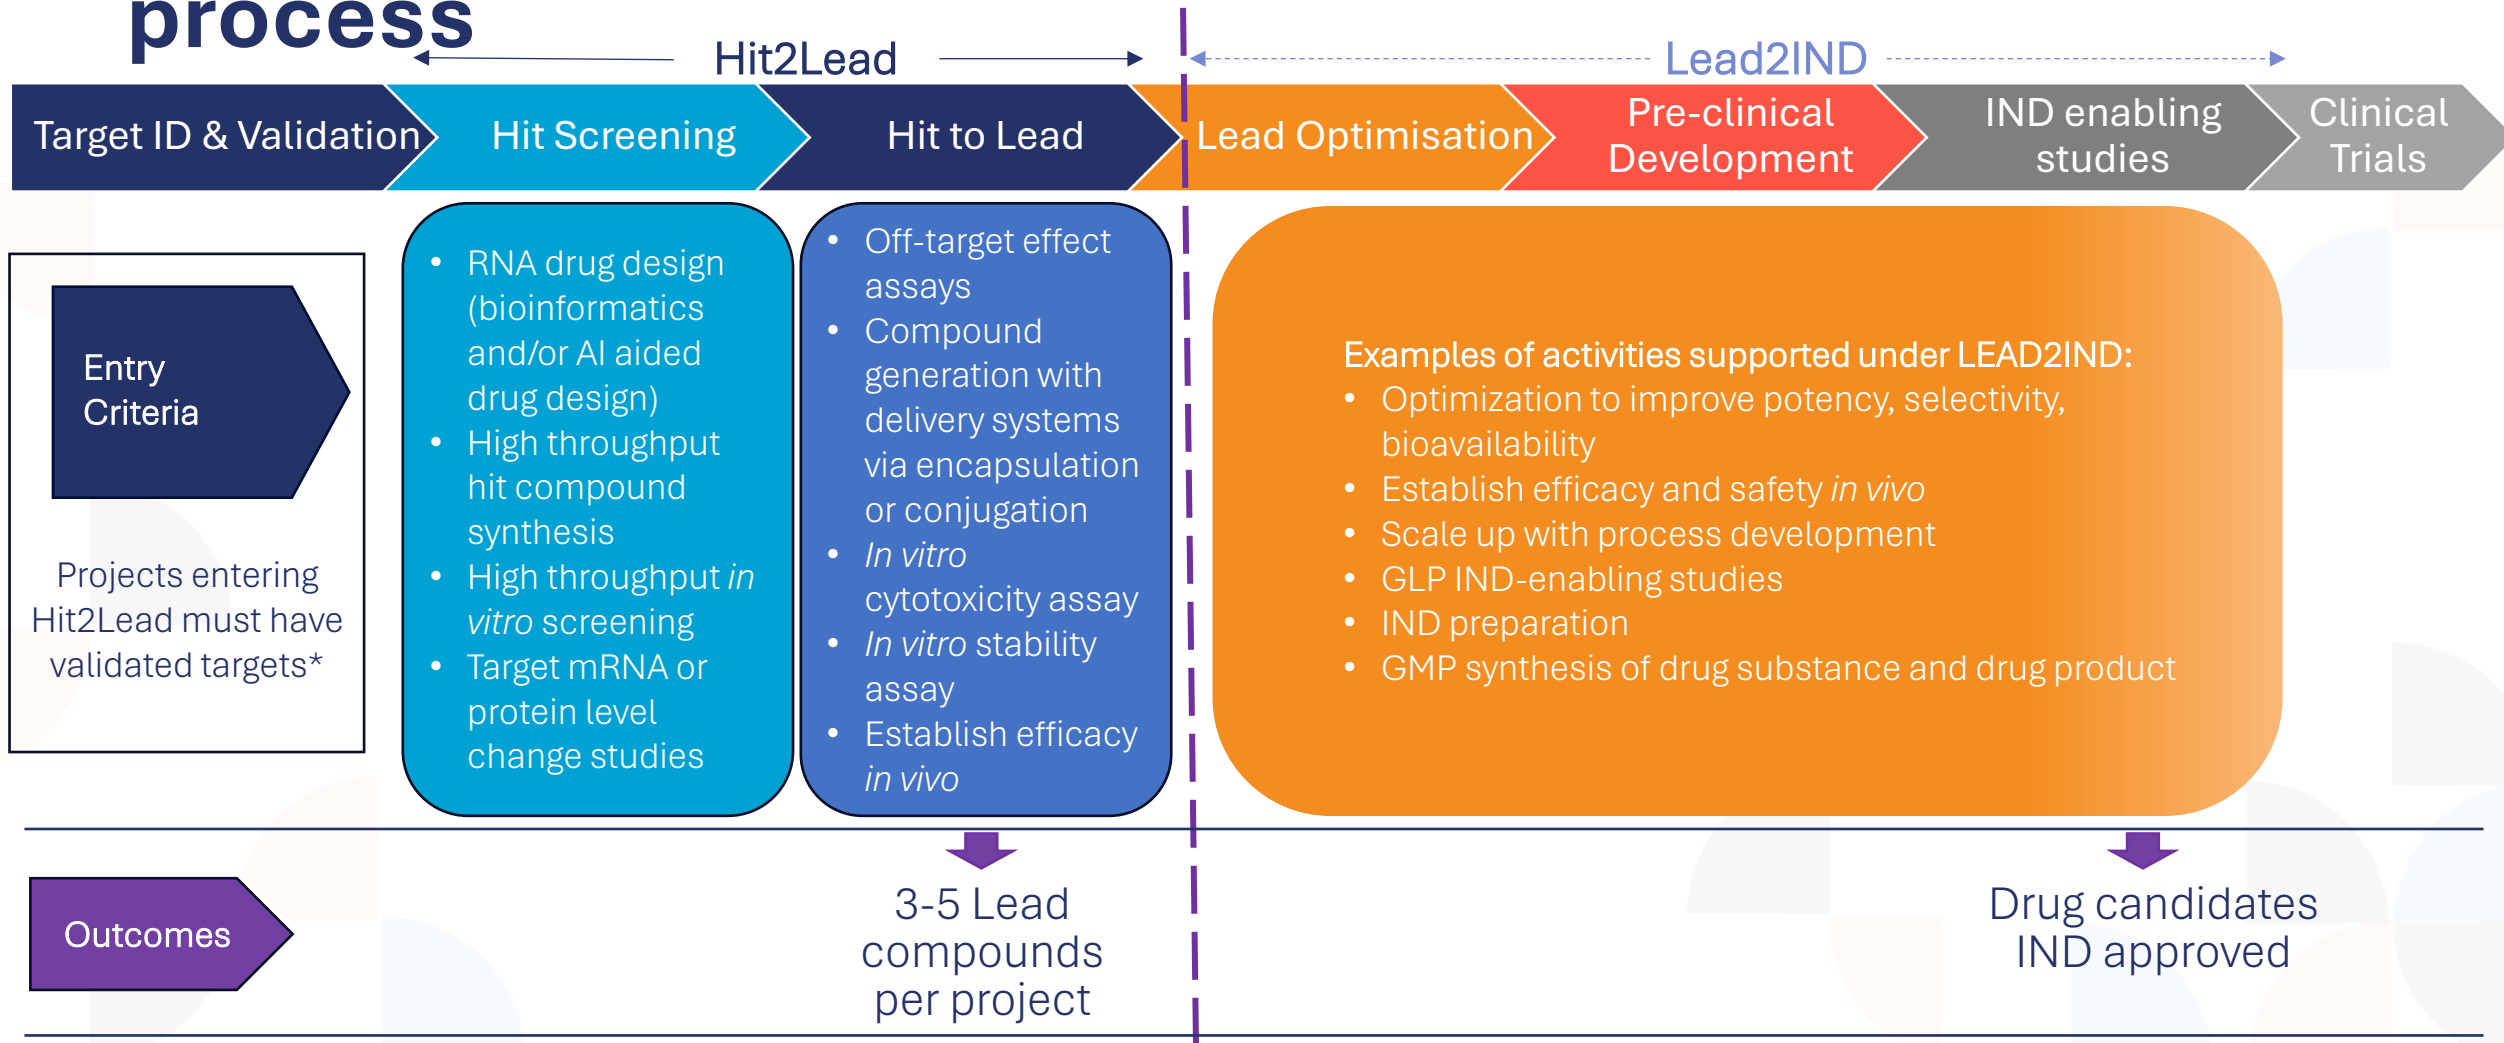 process
Hit2Lead
Lead2IND
Target ID & Validation
Hit Screening
Hit to Lead
Lead Optimisation
Pre-clinical
Development
IND enabling
studies
Clinical
Trials
Entry
Criteria
Projects entering
Hit2Lead must have
validated targets*
• RNA drug design
(bioinformatics
and/or AI aided
drug design)
• High throughput
hit compound
synthesis
• High throughput in
vitro screening
• Target mRNA or
protein level
change studies
• Off-target effect
assays
• Compound
generation with
delivery systems
via encapsulation
or conjugation
• In vitro
cytotoxicity assay
• In vitro stability
assay
• Establish efficacy
in vivo
Examples of activities supported under LEAD2IND:
• Optimization to improve potency, selectivity,
bioavailability
• Establish efficacy and safety in vivo
• Scale up with process development
• GLP IND-enabling studies
• IND preparation
• GMP synthesis of drug substance and drug product
Outcomes
3-5 Lead
compounds
per project
Drug candidates
IND approved